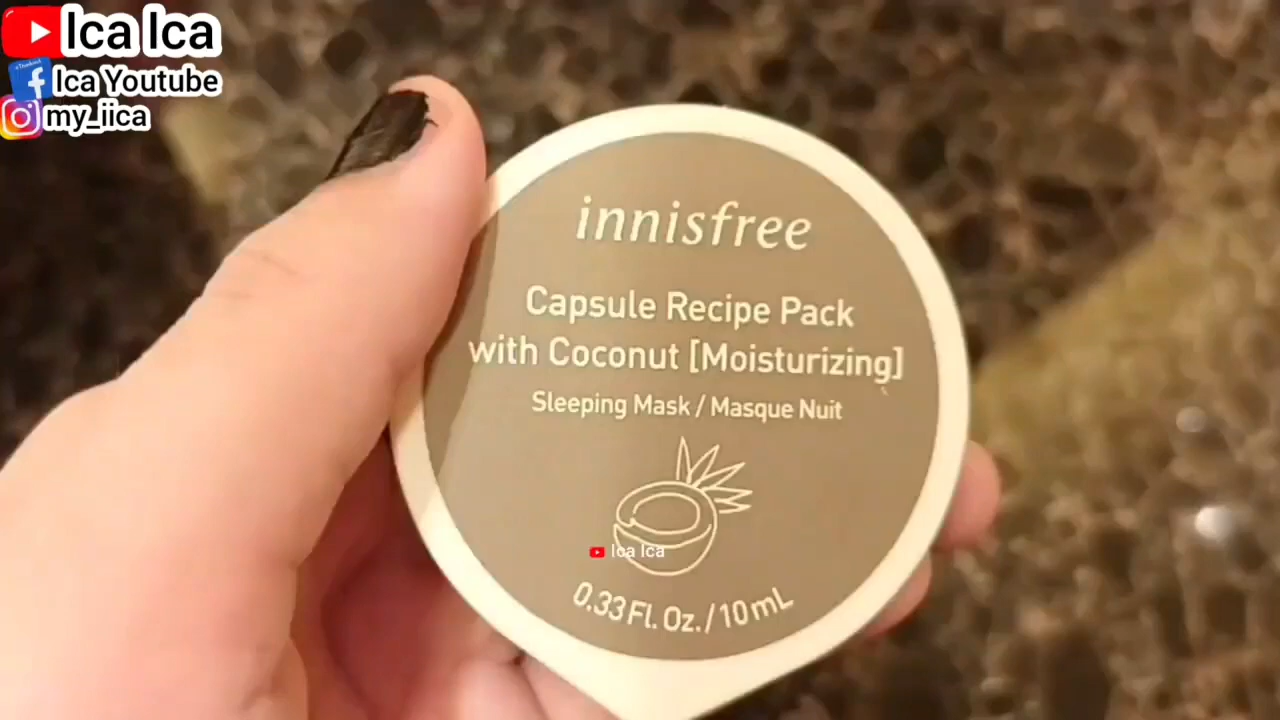 Ica Ica
Ica Youtube
my_iica
innisfree
Capsule Recipe Pack
with Coconut [Moisturizing]
Sleeping Mask / Masque Nuit
Ica Ica
0.33 Fl. Oz. / 10 mL